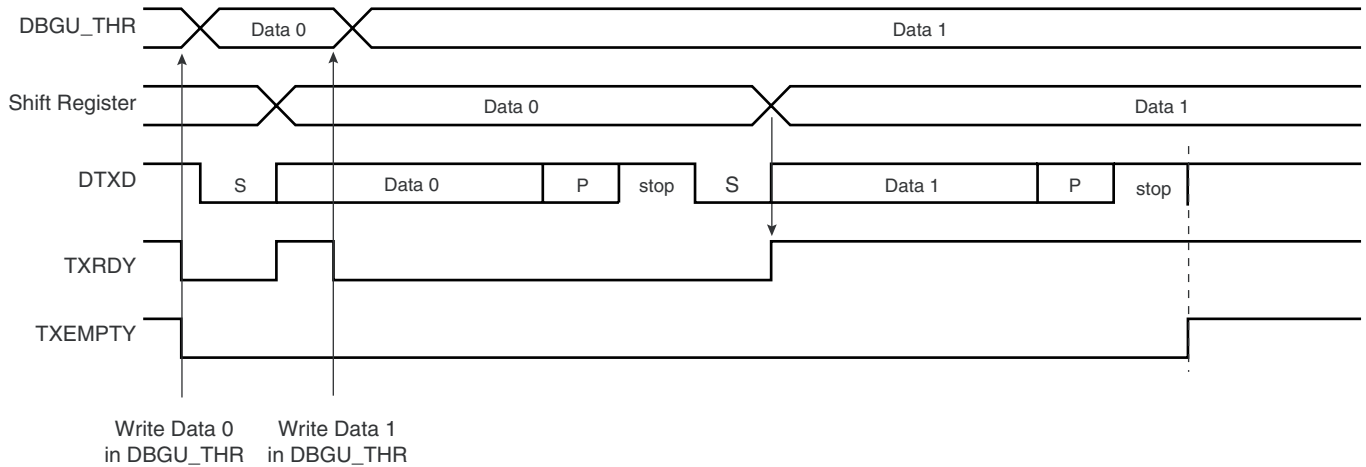 DBGU_THR Data 0 Data 1
Shift Register Data 0 Data 1
DTXD S Data 0 P stop S Data 1 P stop
TXRDY
TXEMPTY
Write Data 0 Write Data 1
in DBGU_THR in DBGU_THR